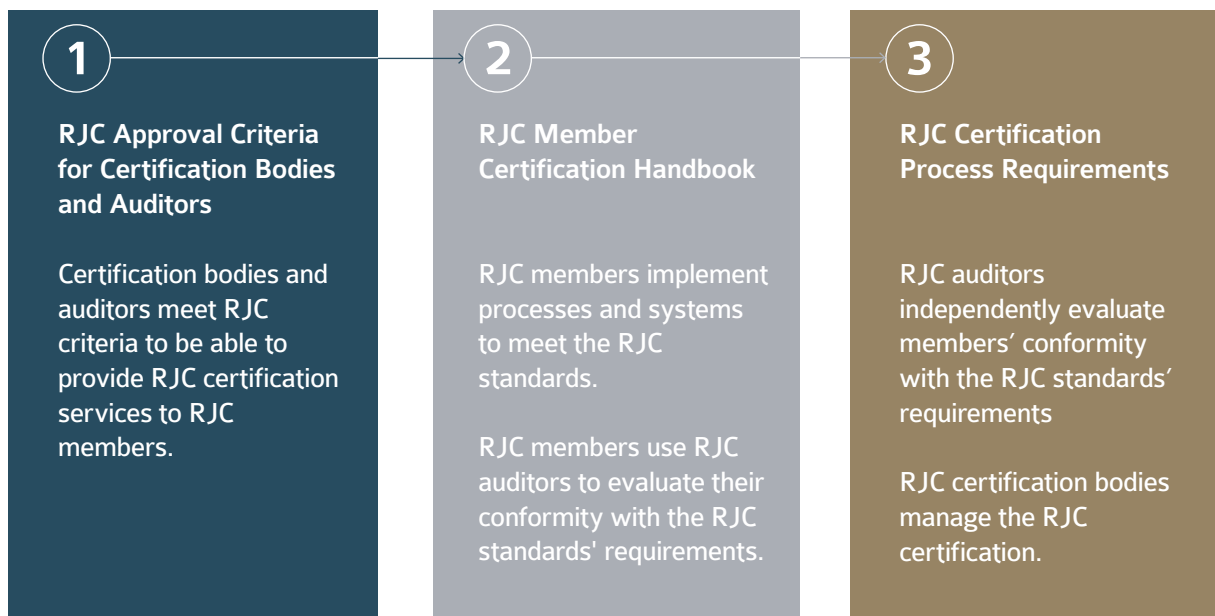 1
RJC Approval Criteria
for Certification Bodies
and Auditors
Certification bodies and
auditors meet RJC
criteria to be able to
provide RJC certification
services to RJC
members.
2
RJC Member
Certification Handbook
RJC members implement
processes and systems
to meet the RJC
standards.
RJC members use RJC
auditors to evaluate their
conformity with the RJC
standards' requirements.
3
RJC Certification
Process Requirements
RJC auditors
independently evaluate
members’ conformity
with the RJC standards’
requirements
RJC certification bodies
manage the RJC
certification.